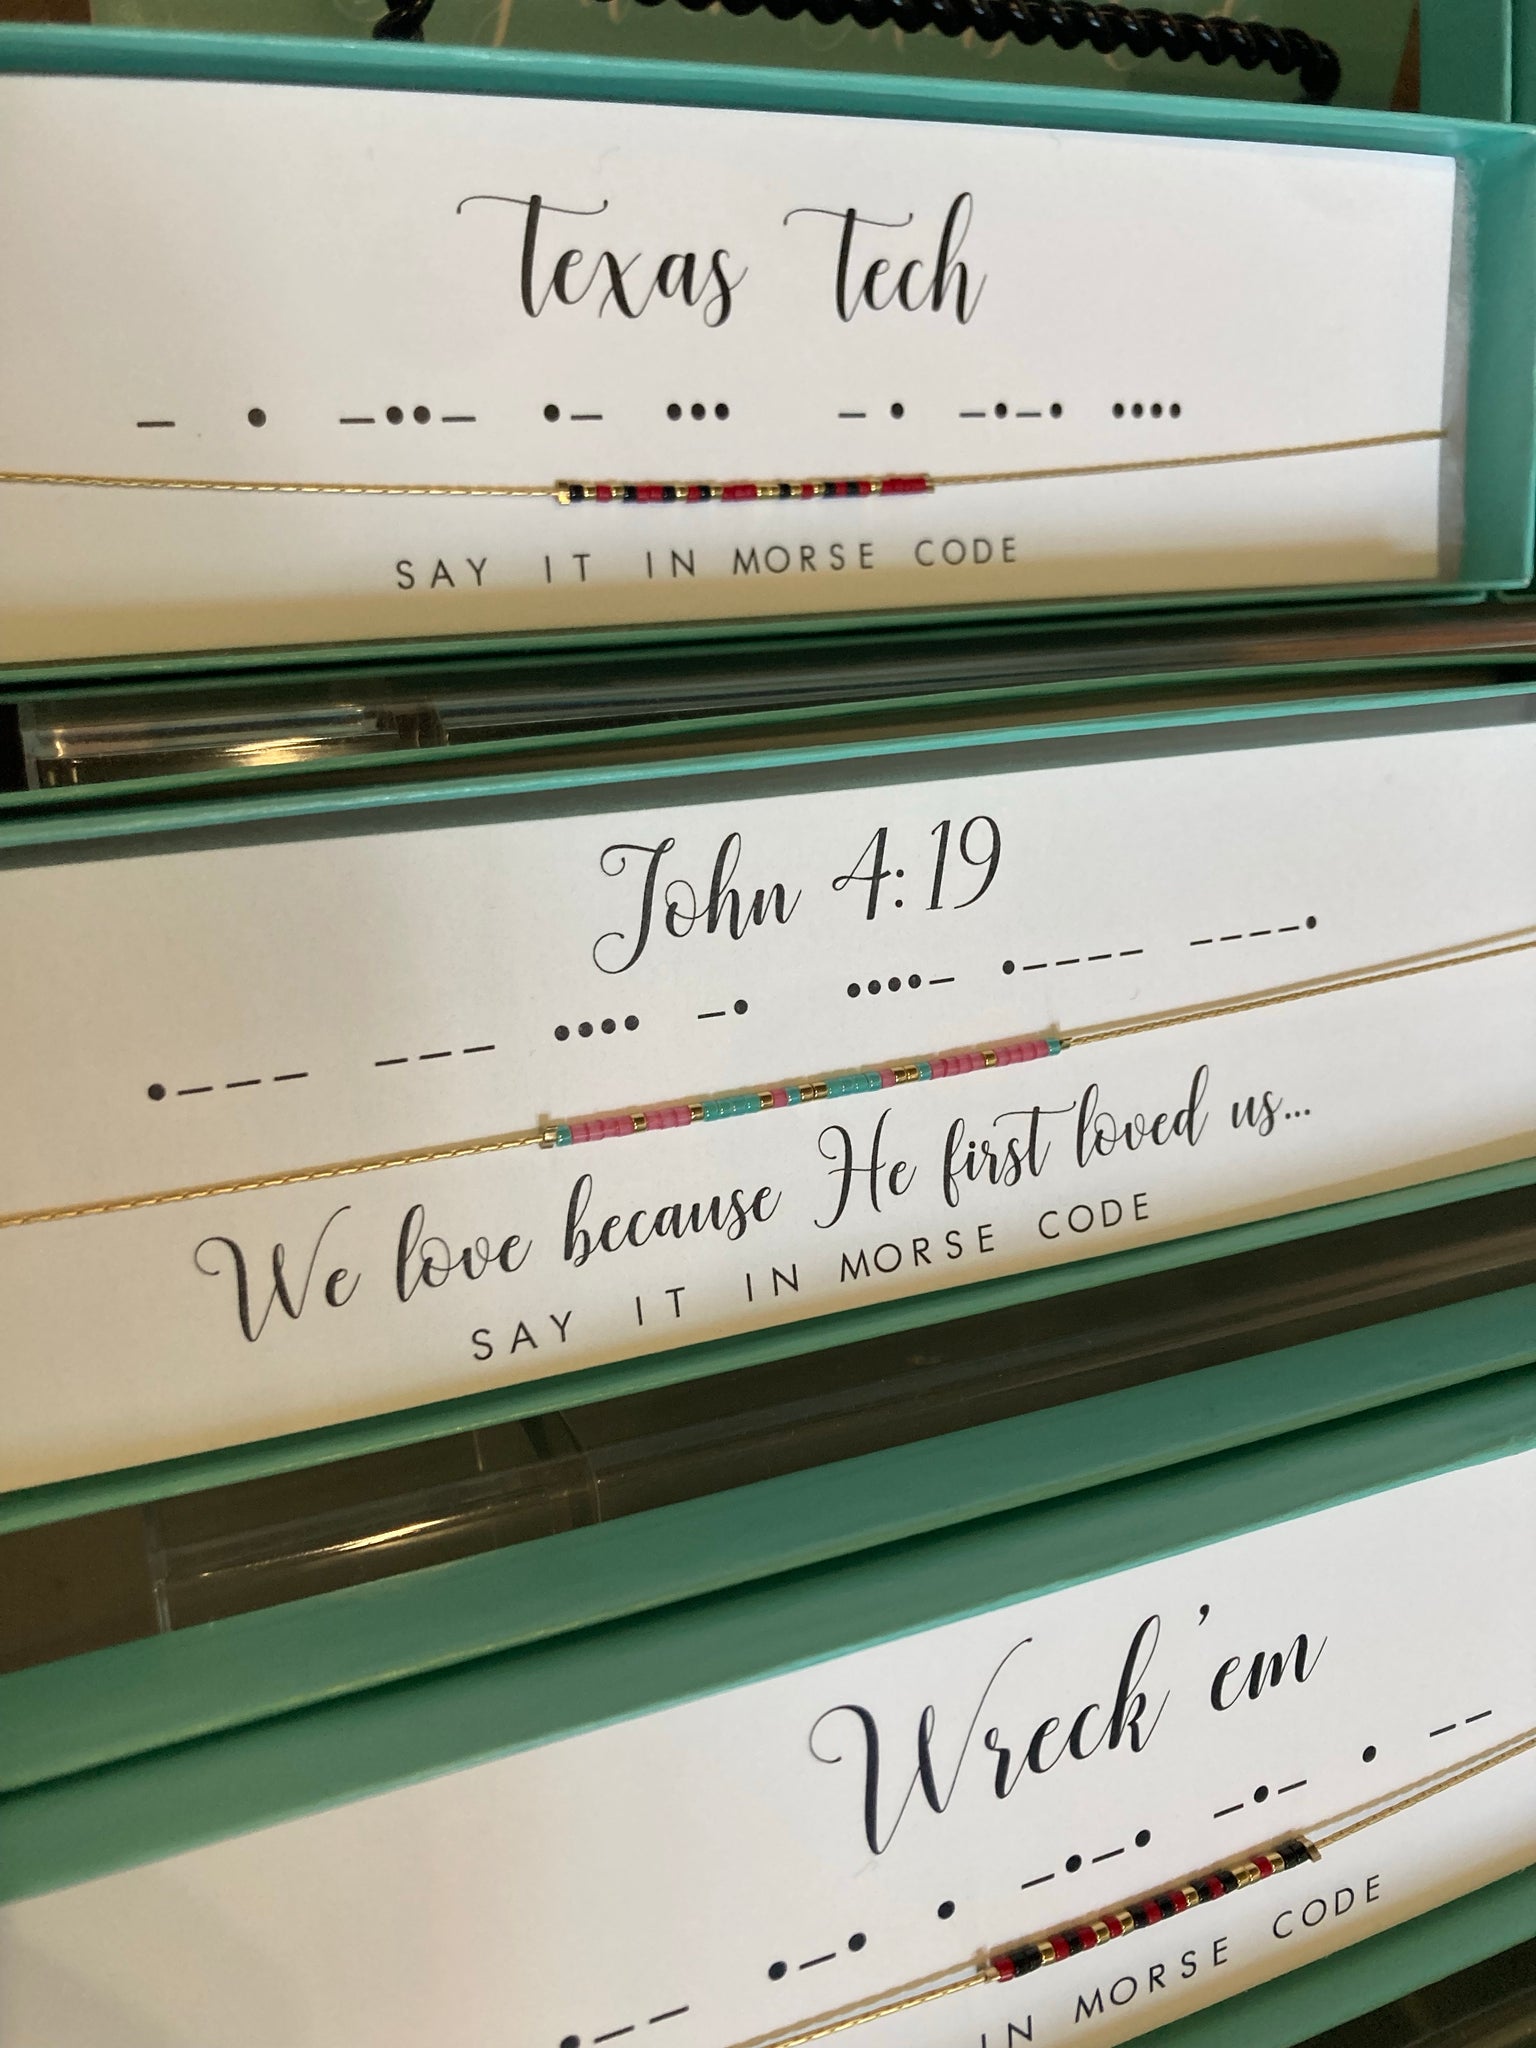 Texas Tech
– • –••– •– ••• – • –•–• ••••
SAY IT IN MORSE CODE
John 4:19
•––– ––– •••• –• ••••– •–––– ––––•
We love because He first loved us...
SAY IT IN MORSE CODE
Wreck 'em
•–– •–• • –•–• –•– • ––
IN MORSE CODE